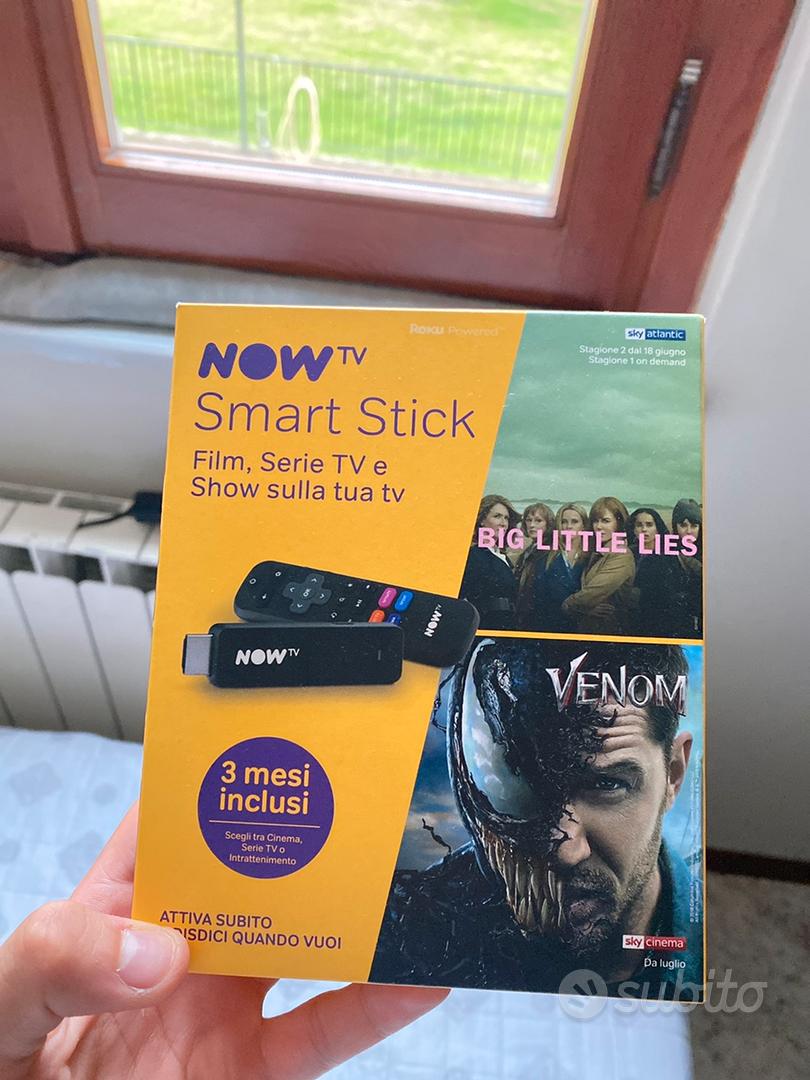 Roku Powered™
NOW TV
Smart Stick
Film, Serie TV e
Show sulla tua tv
sky atlantic
Stagione 2 dal 18 giugno
Stagione 1 on demand
BIG LITTLE LIES
OK
NOW TV
NOW TV
VENOM
3 mesi
inclusi
Scegli tra Cinema,
Serie TV o
Intrattenimento
ATTIVA SUBITO
DISDICI QUANDO VUOI
sky cinema
Da luglio
subito